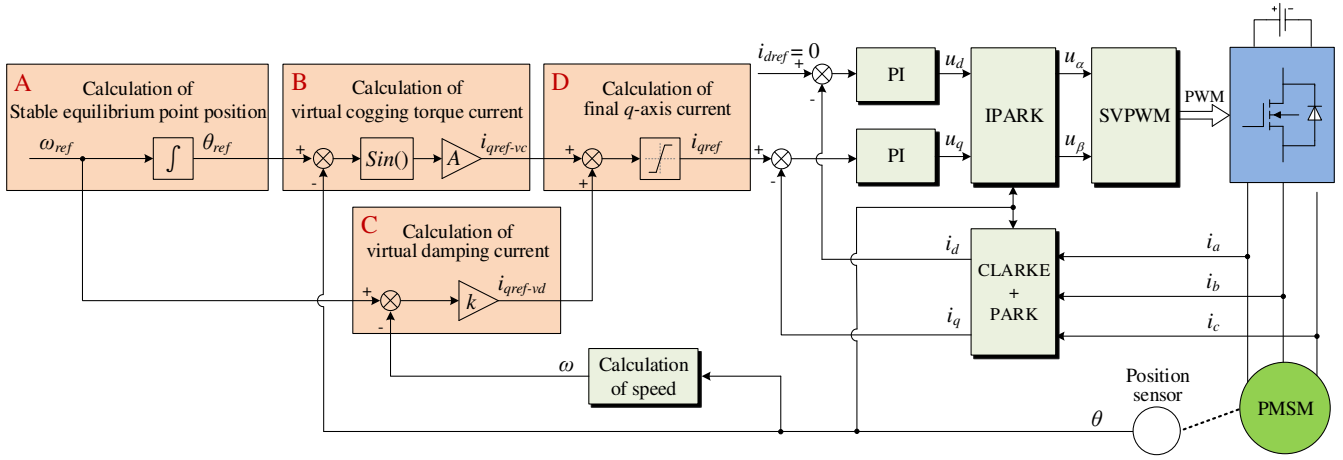 A
Calculation of
Stable equilibrium point position
ω_ref
∫
θ_ref
+
-
B
Calculation of
virtual cogging torque current
Sin()
A
i_qref-vc
C
Calculation of
virtual damping current
+
-
k
i_qref-vd
D
Calculation of
final q-axis current
+
+
i_qref
i_dref = 0
+
-
+
-
PI
PI
u_d
u_q
IPARK
u_α
u_β
SVPWM
PWM
+ -
i_d
i_q
CLARKE
+
PARK
i_a
i_b
i_c
ω
Calculation
of speed
θ
Position
sensor
PMSM